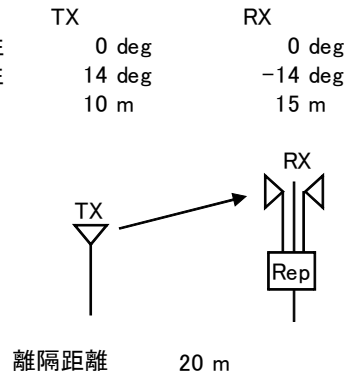 TX RX
0 deg 0 deg
14 deg -14 deg
10 m 15 m
RX
TX
Rep
離隔距離 20 m